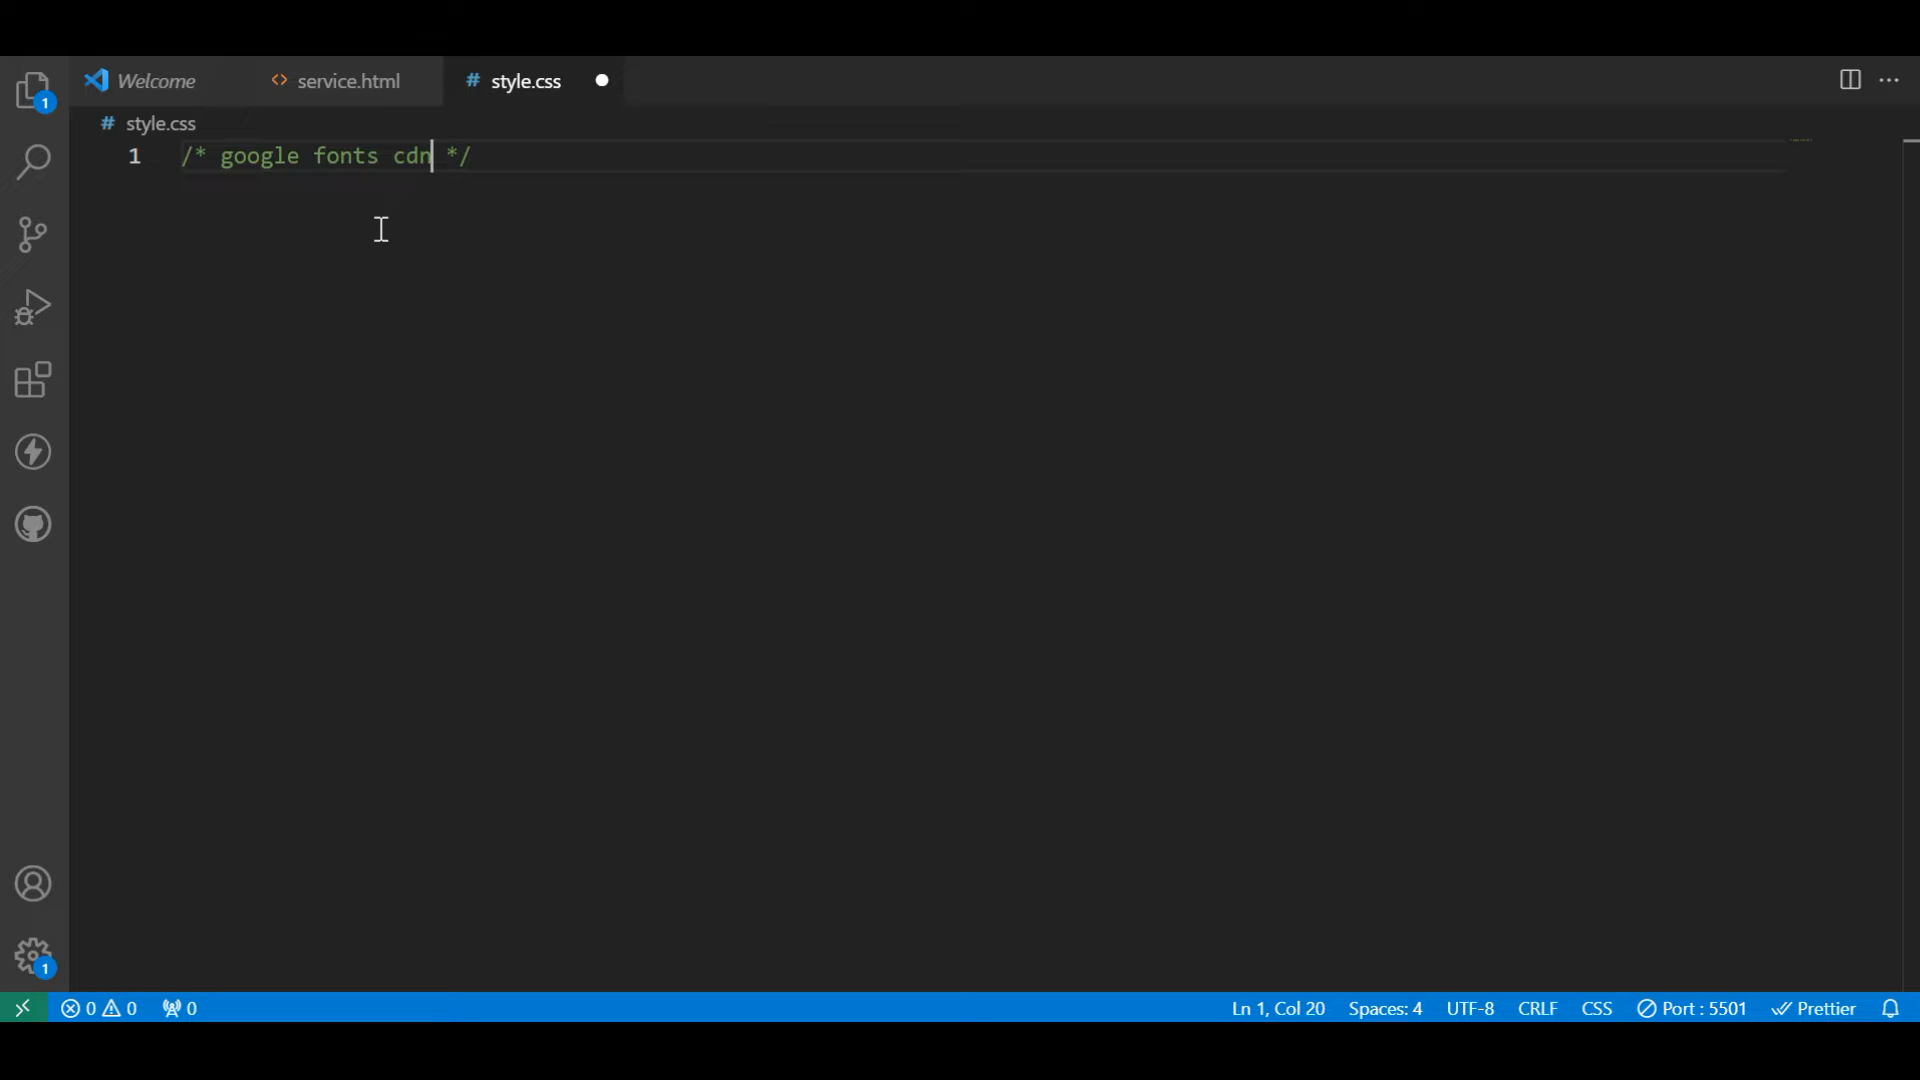 Welcome
service.html
style.css
style.css
1 /* google fonts cdn */
1
1
0 0 0
Ln 1, Col 20 Spaces: 4 UTF-8 CRLF CSS Port : 5501 Prettier